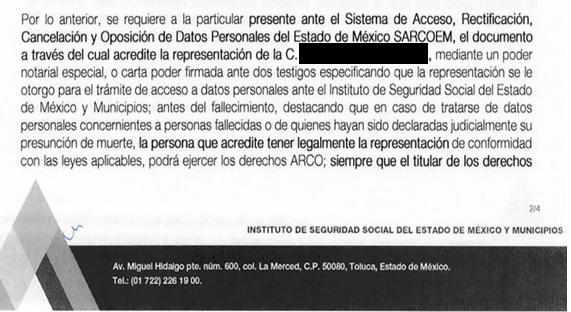 Por lo anterior, se requiere a la particular presente ante el Sistema de Acceso, Rectificación,
Cancelación y Oposición de Datos Personales del Estado de México SARCOEM, el documento
a través del cual acredite la representación de la C. , mediante un poder
notarial especial, o carta poder firmada ante dos testigos especificando que la representación se le
otorgo para el trámite de acceso a datos personales ante el Instituto de Seguridad Social del Estado
de México y Municipios; antes del fallecimiento, destacando que en caso de tratarse de datos
personales concernientes a personas fallecidas o de quienes hayan sido declaradas judicialmente su
presunción de muerte, la persona que acredite tener legalmente la representación de conformidad
con las leyes aplicables, podrá ejercer los derechos ARCO; siempre que el titular de los derechos
2/4
INSTITUTO DE SEGURIDAD SOCIAL DEL ESTADO DE MÉXICO Y MUNICIPIOS
Av. Miguel Hidalgo pte. núm. 600, col. La Merced, C.P. 50080, Toluca, Estado de México.
Tel.: (01 722) 226 19 00.